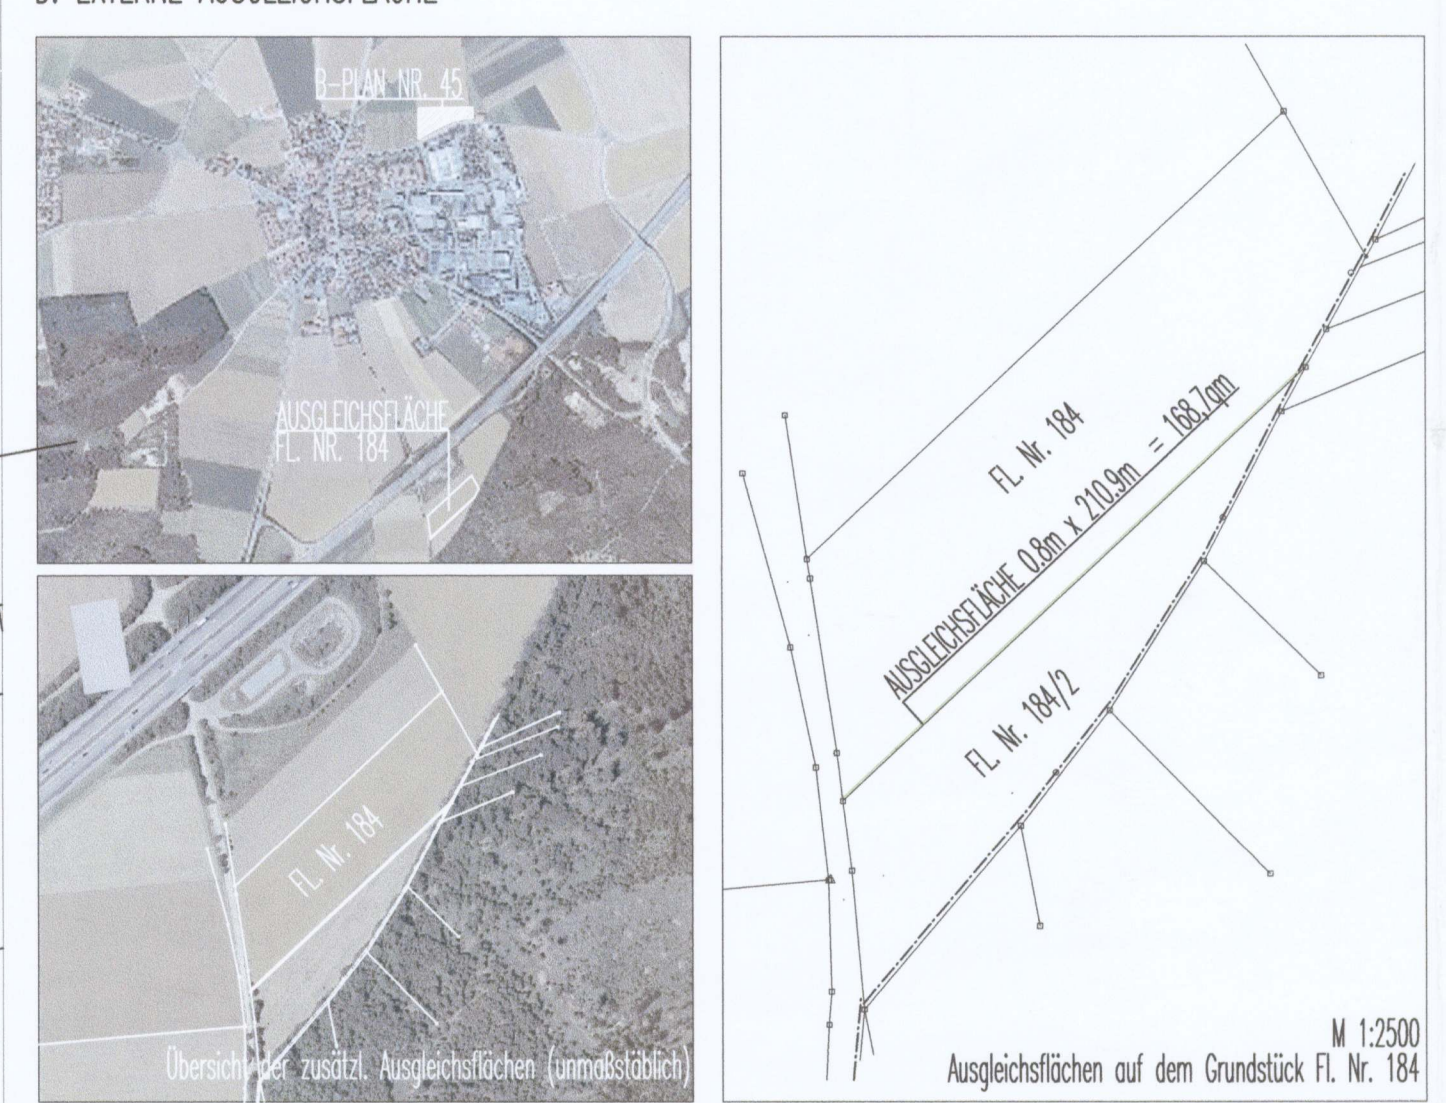 B-PLAN NR. 45
AUSGLEICHSFLÄCHE
FL. NR. 184
FL. Nr. 184
Übersicht der zusätzl. Ausgleichsflächen (unmaßstäblich)
FL. Nr. 184
AUSGLEICHSFLÄCHE 0.8m x 210.9m = 168,7qm
FL. Nr. 184/2
M 1:2500
Ausgleichsflächen auf dem Grundstück Fl. Nr. 184